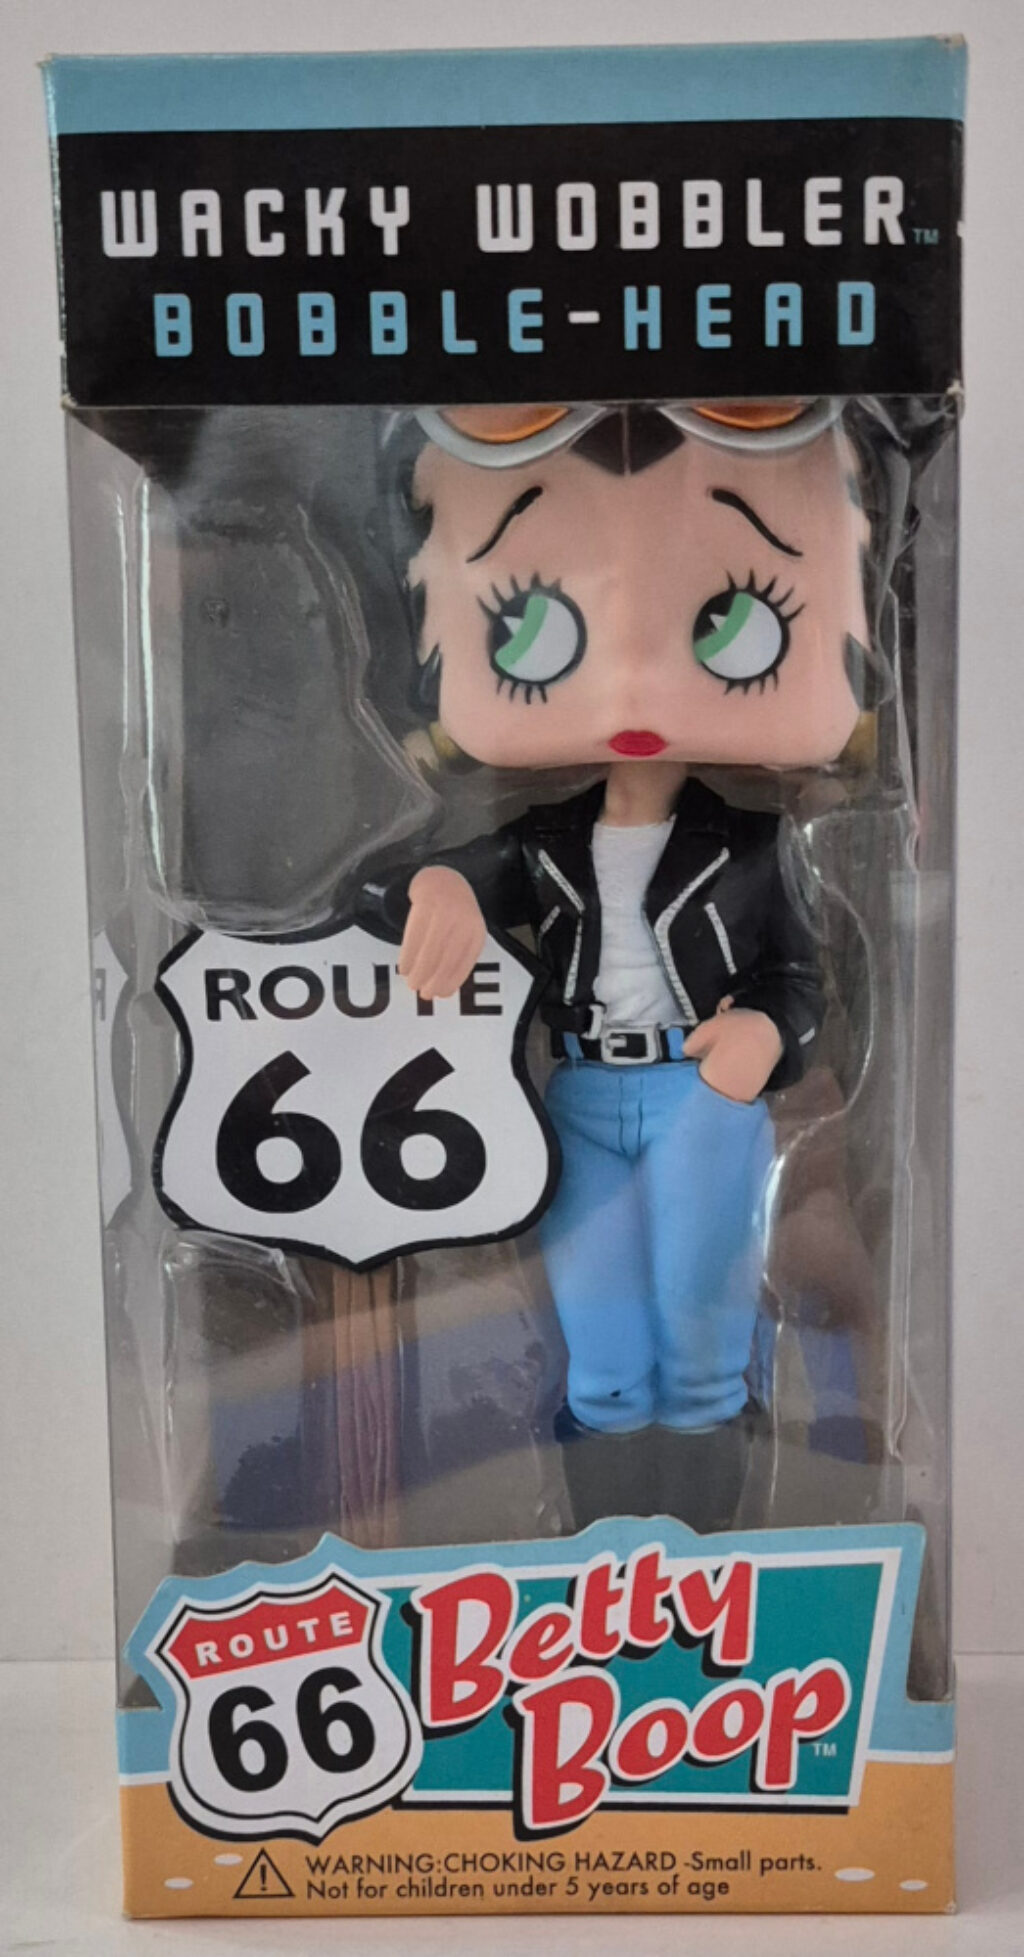 WACKY WOBBLER™
BOBBLE-HEAD
ROUTE
66
ROUTE
66
Betty
Boop™
WARNING:CHOKING HAZARD -Small parts.
Not for children under 5 years of age